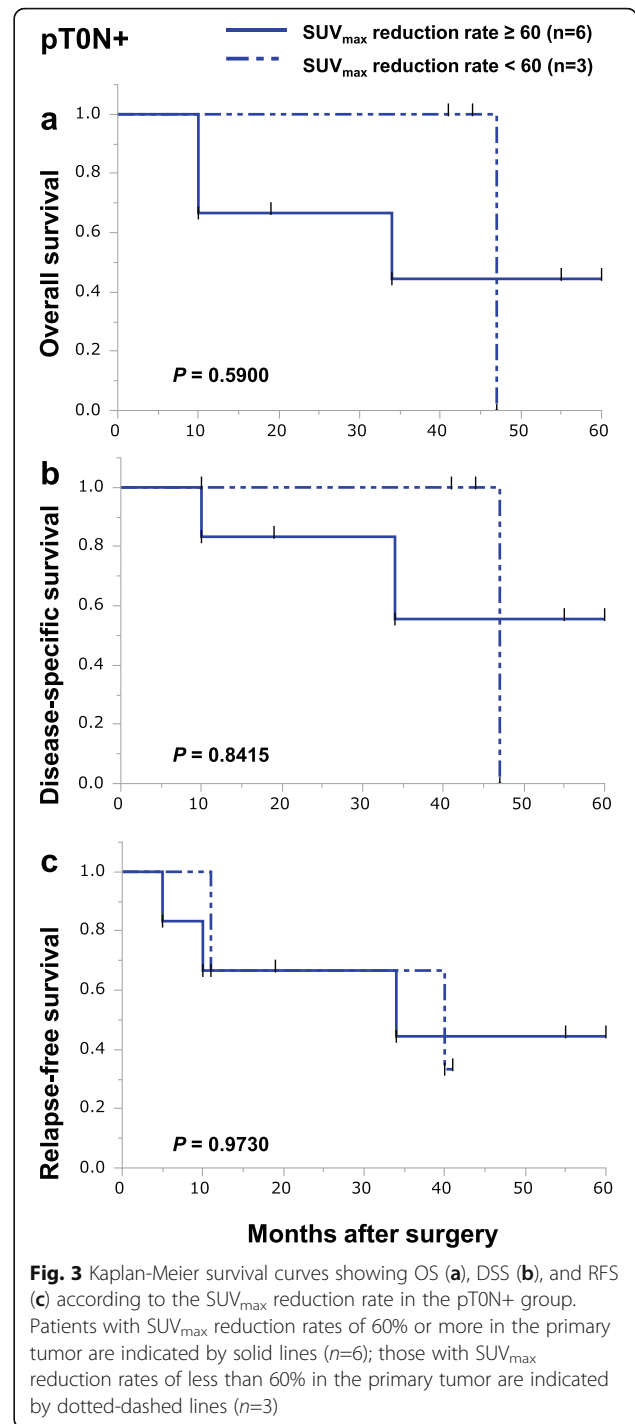 pT0N+
SUVmax reduction rate ≥ 60 (n=6)
SUVmax reduction rate < 60 (n=3)
a
Overall survival
1.0
0.8
0.6
0.4
0.2
0.0
P = 0.5900
0 10 20 30 40 50 60
b
Disease-specific survival
1.0
0.8
0.6
0.4
0.2
0.0
P = 0.8415
0 10 20 30 40 50 60
c
Relapse-free survival
1.0
0.8
0.6
0.4
0.2
0.0
P = 0.9730
0 10 20 30 40 50 60
Months after surgery
Fig. 3 Kaplan-Meier survival curves showing OS (a), DSS (b), and RFS
(c) according to the SUVmax reduction rate in the pT0N+ group.
Patients with SUVmax reduction rates of 60% or more in the primary
tumor are indicated by solid lines (n=6); those with SUVmax
reduction rates of less than 60% in the primary tumor are indicated
by dotted-dashed lines (n=3)